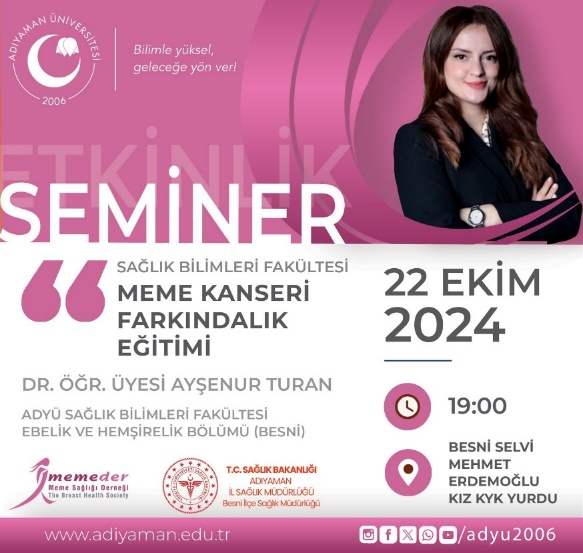 ADIYAMAN ÜNİVERSİTESİ
2006
Bilimle yüksel,
geleceğe yön ver!
ETKİNLİK
SEMİNER
SAĞLIK BİLİMLERİ FAKÜLTESİ
MEME KANSERİ
FARKINDALIK
EĞİTİMİ
DR. ÖĞR. ÜYESİ AYŞENUR TURAN
ADYÜ SAĞLIK BİLİMLERİ FAKÜLTESİ
EBELİK VE HEMŞİRELİK BÖLÜMÜ (BESNİ)
22 EKİM
2024
19:00
BESNİ SELVİ
MEHMET
ERDEMOĞLU
KIZ KYK YURDU
memeder
Meme Sağlığı Derneği
The Breast Health Society
T.C. SAĞLIK BAKANLIĞI
ADIYAMAN
İL SAĞLIK MÜDÜRLÜĞÜ
Besni İlçe Sağlık Müdürlüğü
www.adiyaman.edu.tr
/adyu2006